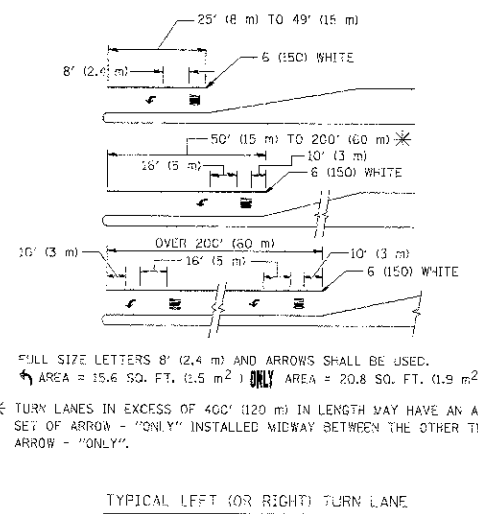 25' (8 m) TO 49' (15 m)
6 (150) WHITE
8' (2.4 m)
50' (15 m) TO 200' (60 m) ✳
16' (5 m)
10' (3 m)
6 (150) WHITE
OVER 200' (60 m)
10' (3 m)
16' (5 m)
10' (3 m)
6 (150) WHITE
ONLY
FULL SIZE LETTERS 8' (2.4 m) AND ARROWS SHALL BE USED.
AREA = 15.6 SQ. FT. (1.5 m²) ONLY AREA = 20.8 SQ. FT. (1.9 m²
✳ TURN LANES IN EXCESS OF 400' (120 m) IN LENGTH MAY HAVE AN A
SET OF ARROW - "ONLY" INSTALLED MIDWAY BETWEEN THE OTHER T
ARROW - "ONLY".
TYPICAL LEFT (OR RIGHT) TURN LANE